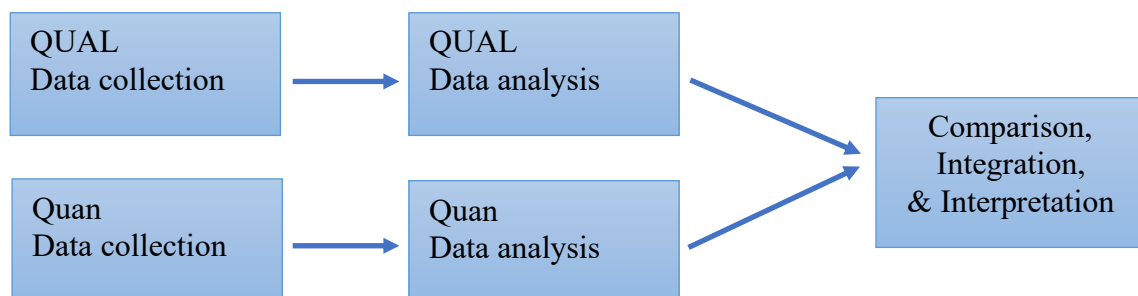 QUAL
Data collection
QUAL
Data analysis
Comparison,
Integration,
& Interpretation
Quan
Data collection
Quan
Data analysis